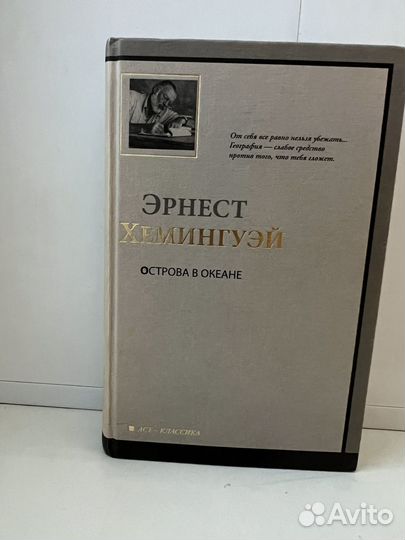 От себя все равно нельзя убежать...
География — слабое средство
против того, что тебя гложет.
ЭРНЕСТ
ХЕМИНГУЭЙ
ОСТРОВА В ОКЕАНЕ
АСТ – КЛАССИКА
Avito